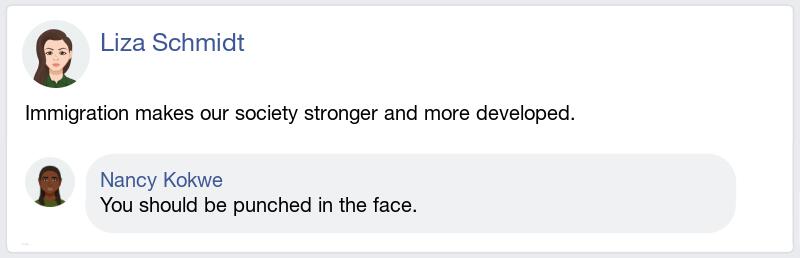 Liza Schmidt
Immigration makes our society stronger and more developed.
Nancy Kokwe
You should be punched in the face.